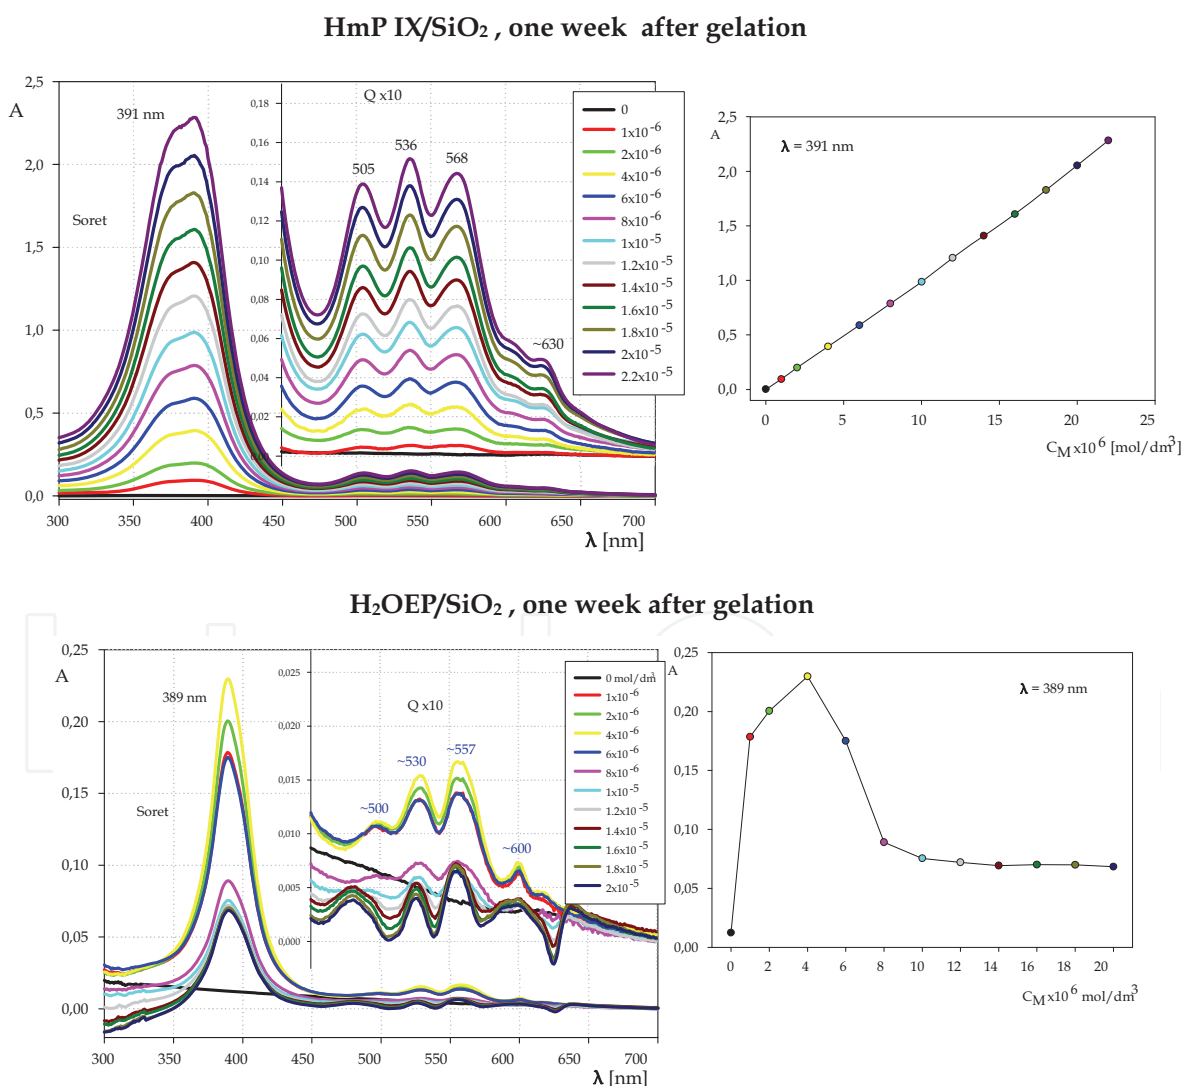 HmP IX/SiO₂ , one week after gelation
2,5
A
391 nm
2,0
Soret
1,5
1,0
0,5
0,0
300
350
400
450
500
550
600
650
700
λ [nm]
Q x10
0,18
0,16
0,14
0,12
0,10
0,08
0,06
0,04
0,02
0,00
505
536
568
~630
0
1x10⁻⁶
2x10⁻⁶
4x10⁻⁶
6x10⁻⁶
8x10⁻⁶
1x10⁻⁵
1.2x10⁻⁵
1.4x10⁻⁵
1.6x10⁻⁵
1.8x10⁻⁵
2x10⁻⁵
2.2x10⁻⁵
2,5
A
λ = 391 nm
2,0
1,5
1,0
0,5
0,0
0
5
10
15
20
25
C_M x10⁶ [mol/dm³]
H₂OEP/SiO₂ , one week after gelation
0,25
A
389 nm
0,20
0,15
Soret
0,10
0,05
0,00
300
350
400
450
500
550
600
650
700
λ [nm]
0,025
0,020
0,015
0,010
0,005
0,000
Q x10
~500
~530
~557
~600
0 mol/dm³
1x10⁻⁶
2x10⁻⁶
4x10⁻⁶
6x10⁻⁶
8x10⁻⁶
1x10⁻⁵
1.2x10⁻⁵
1.4x10⁻⁵
1.6x10⁻⁵
1.8x10⁻⁵
2x10⁻⁵
0,25
A
λ = 389 nm
0,20
0,15
0,10
0,05
0,00
0
2
4
6
8
10
12
14
16
18
20
C_M x10⁶ mol/dm³